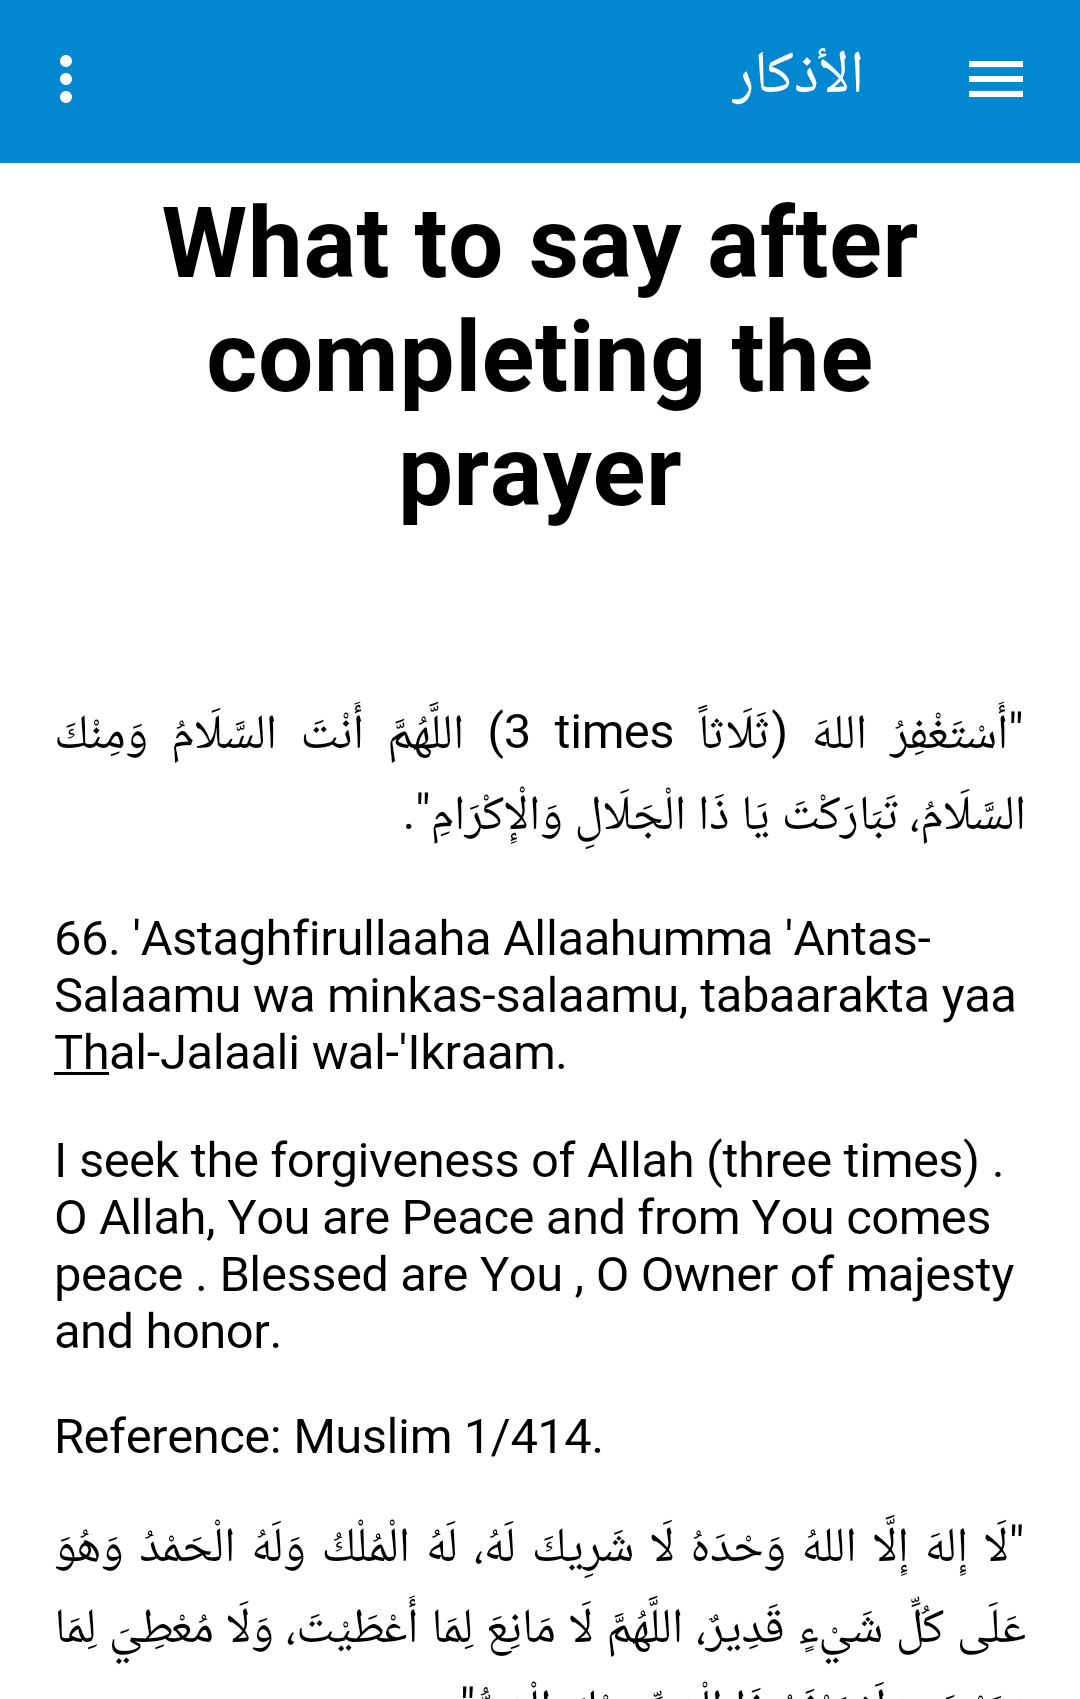 الأذكار
What to say after
completing the
prayer
"أَسْتَغْفِرُ اللهَ (ثَلَاثاً 3 times) اللَّهُمَّ أَنْتَ السَّلَامُ وَمِنْكَ
السَّلَامُ، تَبَارَكْتَ يَا ذَا الْجَلَالِ وَالْإِكْرَامِ".
66. 'Astaghfirullaaha Allaahumma 'Antas-
Salaamu wa minkas-salaamu, tabaarakta yaa
Thal-Jalaali wal-'Ikraam.
I seek the forgiveness of Allah (three times) .
O Allah, You are Peace and from You comes
peace . Blessed are You , O Owner of majesty
and honor.
Reference: Muslim 1/414.
"لَا إِلهَ إِلَّا اللهُ وَحْدَهُ لَا شَرِيكَ لَهُ، لَهُ الْمُلْكُ وَلَهُ الْحَمْدُ وَهُوَ
عَلَى كُلِّ شَيْءٍ قَدِيرٌ، اللَّهُمَّ لَا مَانِعَ لِمَا أَعْطَيْتَ، وَلَا مُعْطِيَ لِمَا